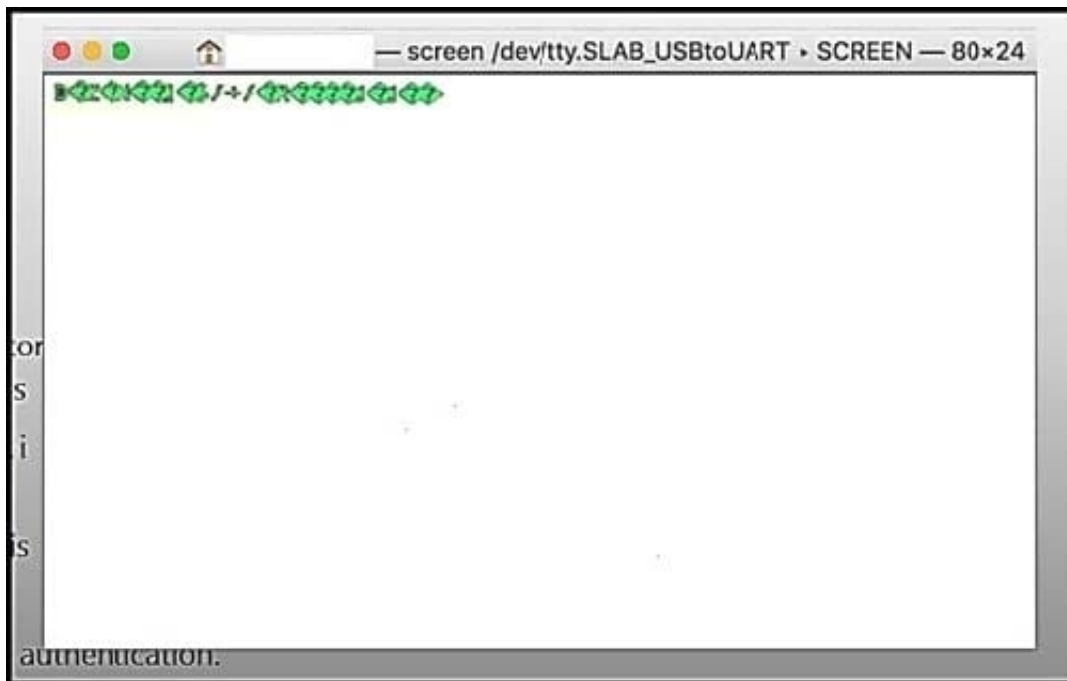 — screen /dev/tty.SLAB_USBtoUART ▸ SCREEN — 80×24
tor
s
i
is
authentication.